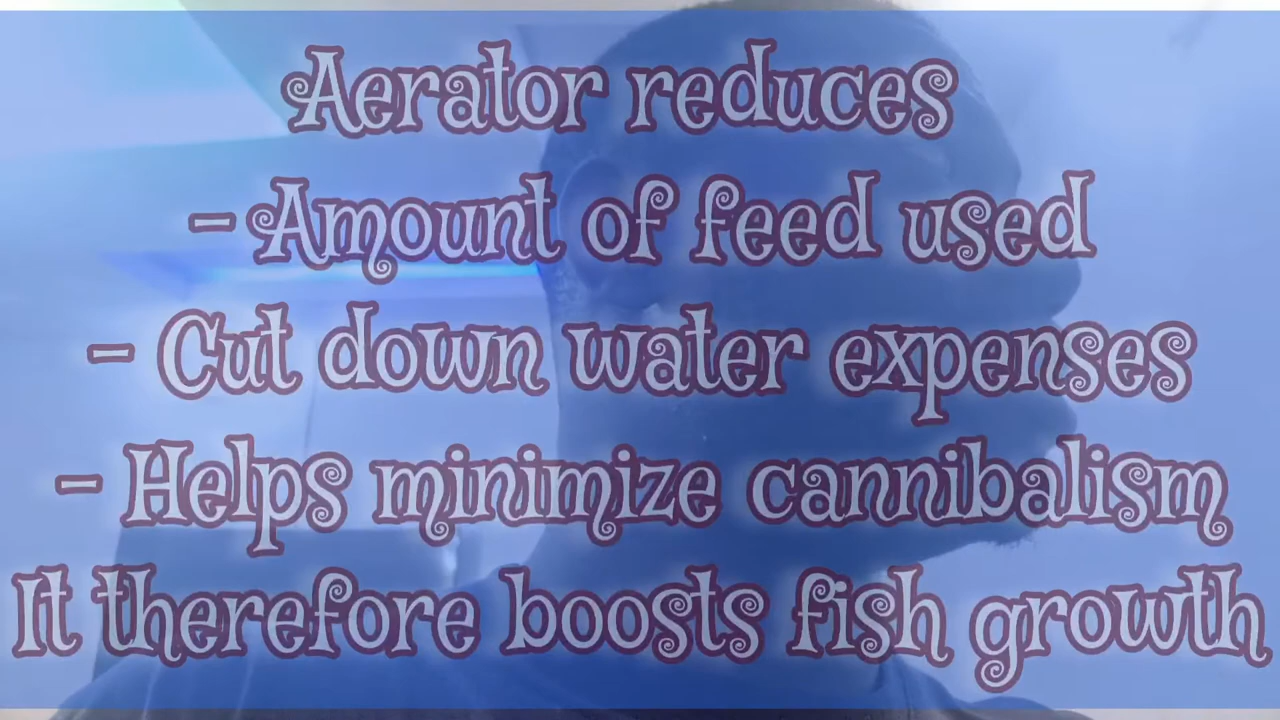 Aerator reduces
- Amount of feed used
- Cut down water expenses
- Helps minimize cannibalism
It therefore boosts fish growth